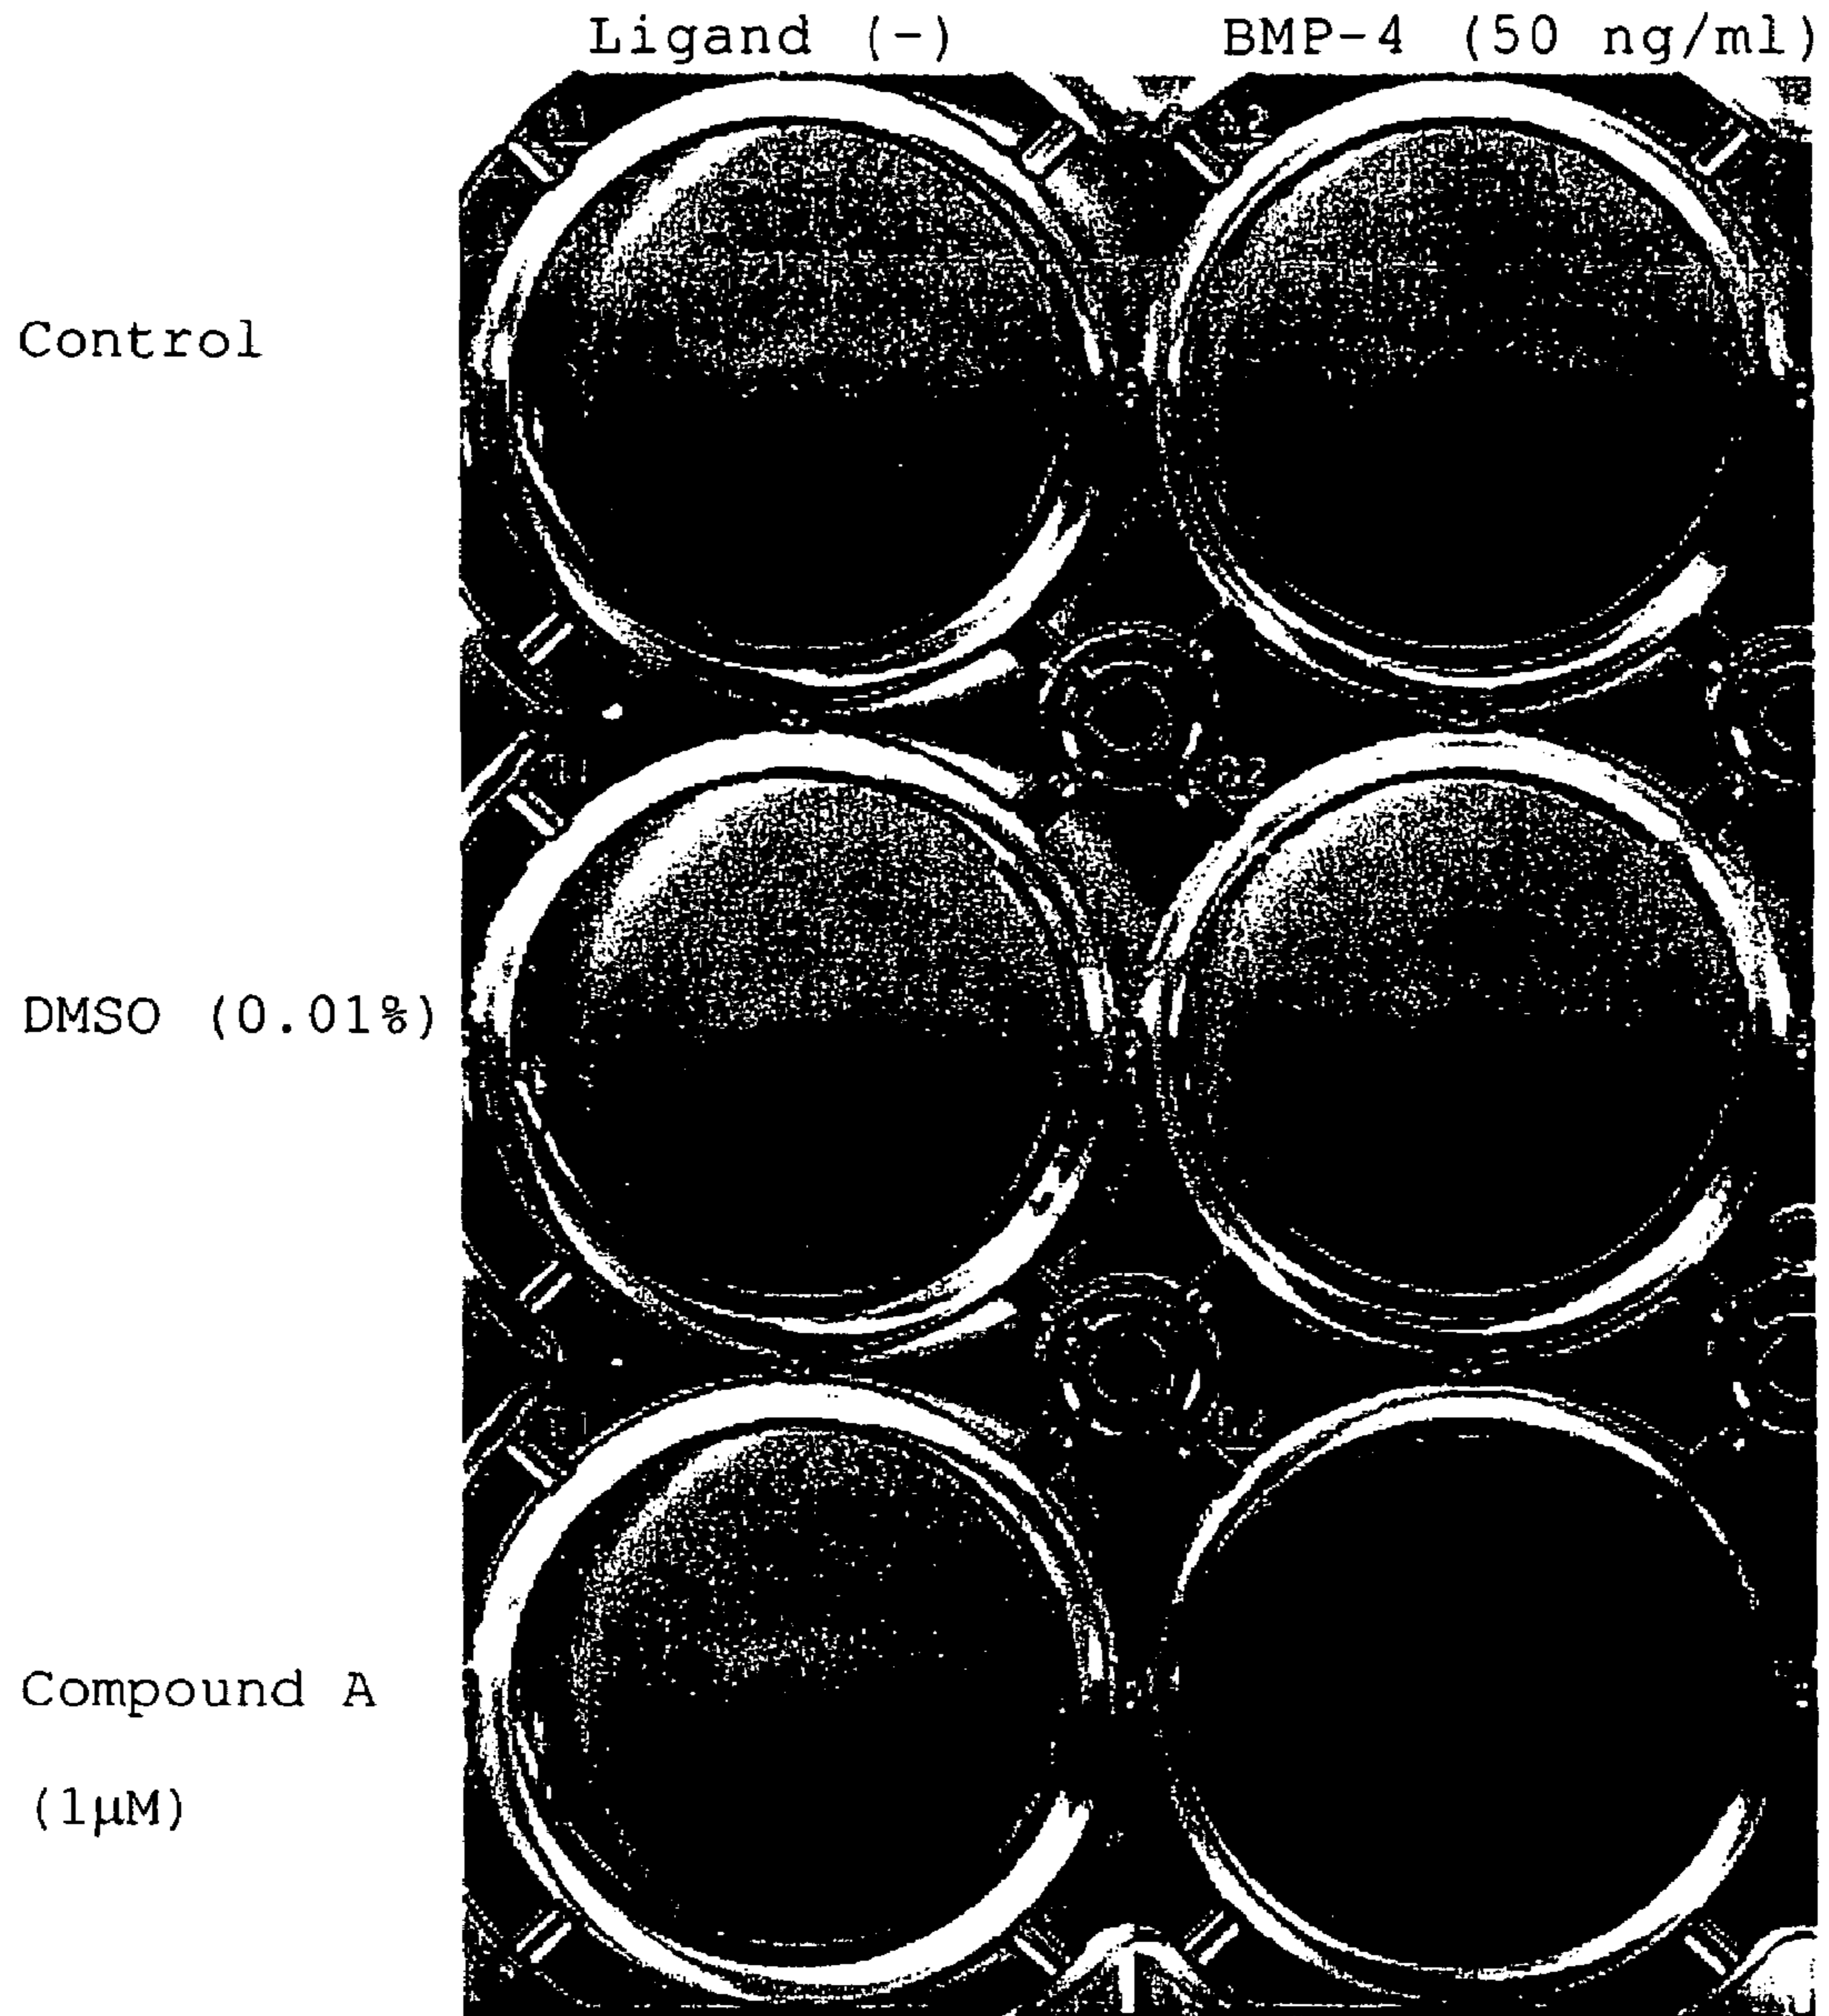 Ligand (-) BMP-4 (50 ng/ml)
Control
DMSO (0.01%)
Compound A
(1μM)